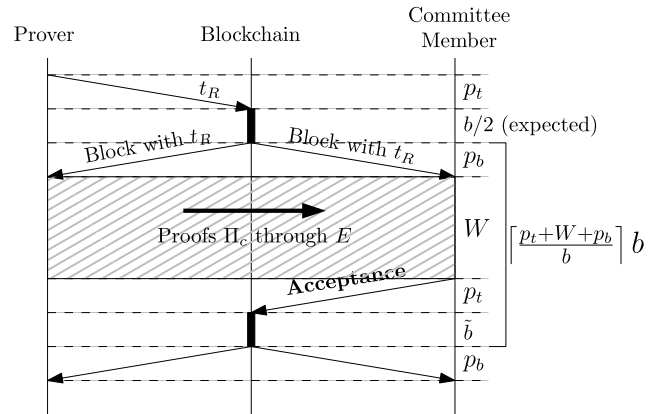 Prover
Blockchain
Committee
Member
t_R
p_t
b/2 (expected)
Block with t_R
Block with t_R
p_b
W
Proofs Π_c through E
⌈(p_t+W+p_b)/b⌉ b
Acceptance
p_t
b̃
p_b